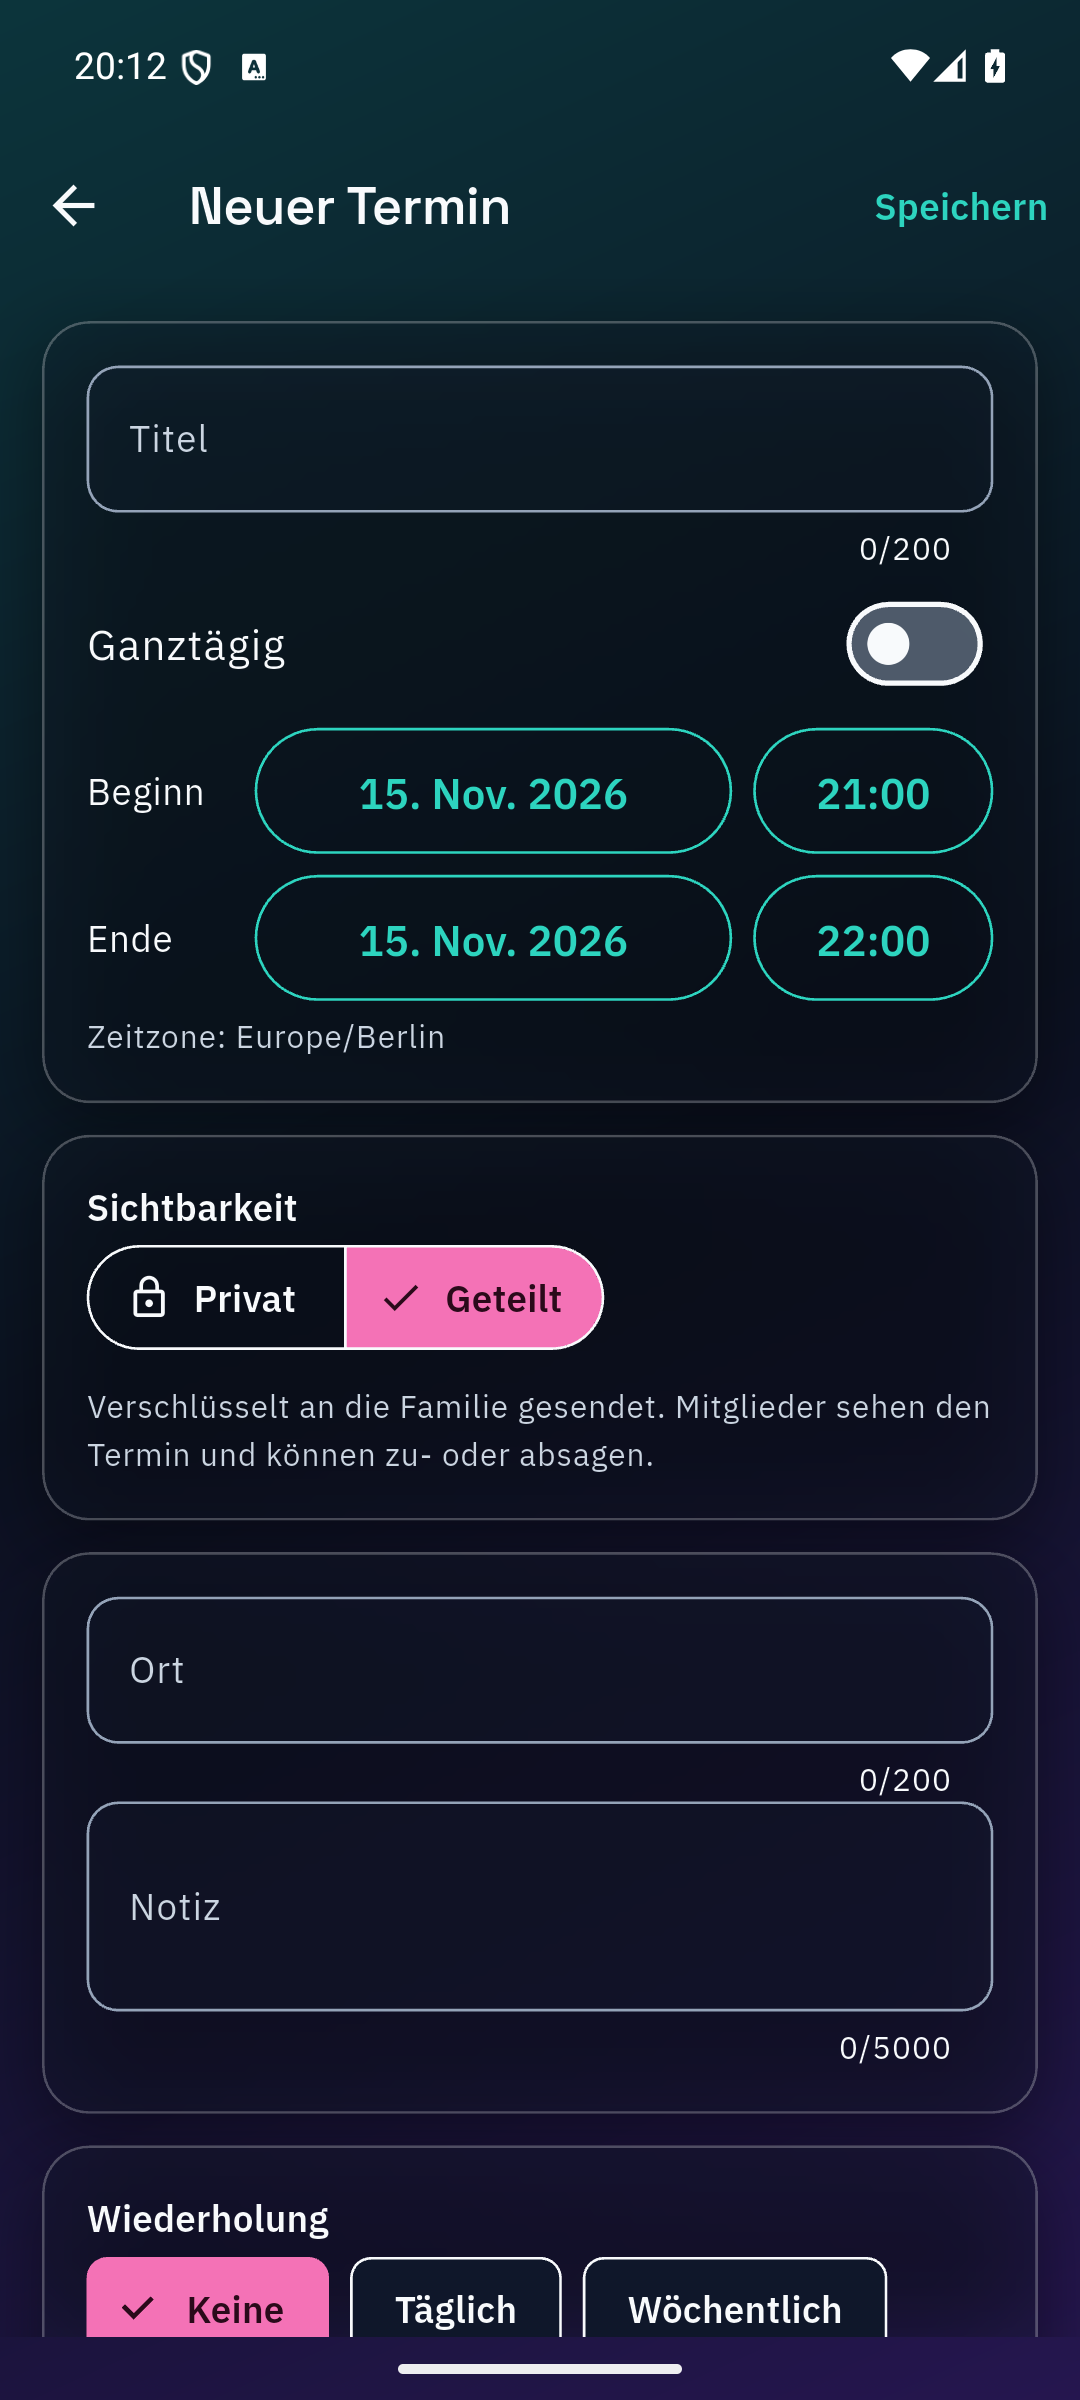 20:12
Neuer Termin
Speichern
Titel
0/200
Ganztägig
Beginn 15. Nov. 2026 21:00
Ende 15. Nov. 2026 22:00
Zeitzone: Europe/Berlin
Sichtbarkeit
Privat Geteilt
Verschlüsselt an die Familie gesendet. Mitglieder sehen den
Termin und können zu- oder absagen.
Ort
0/200
Notiz
0/5000
Wiederholung
Keine Täglich Wöchentlich